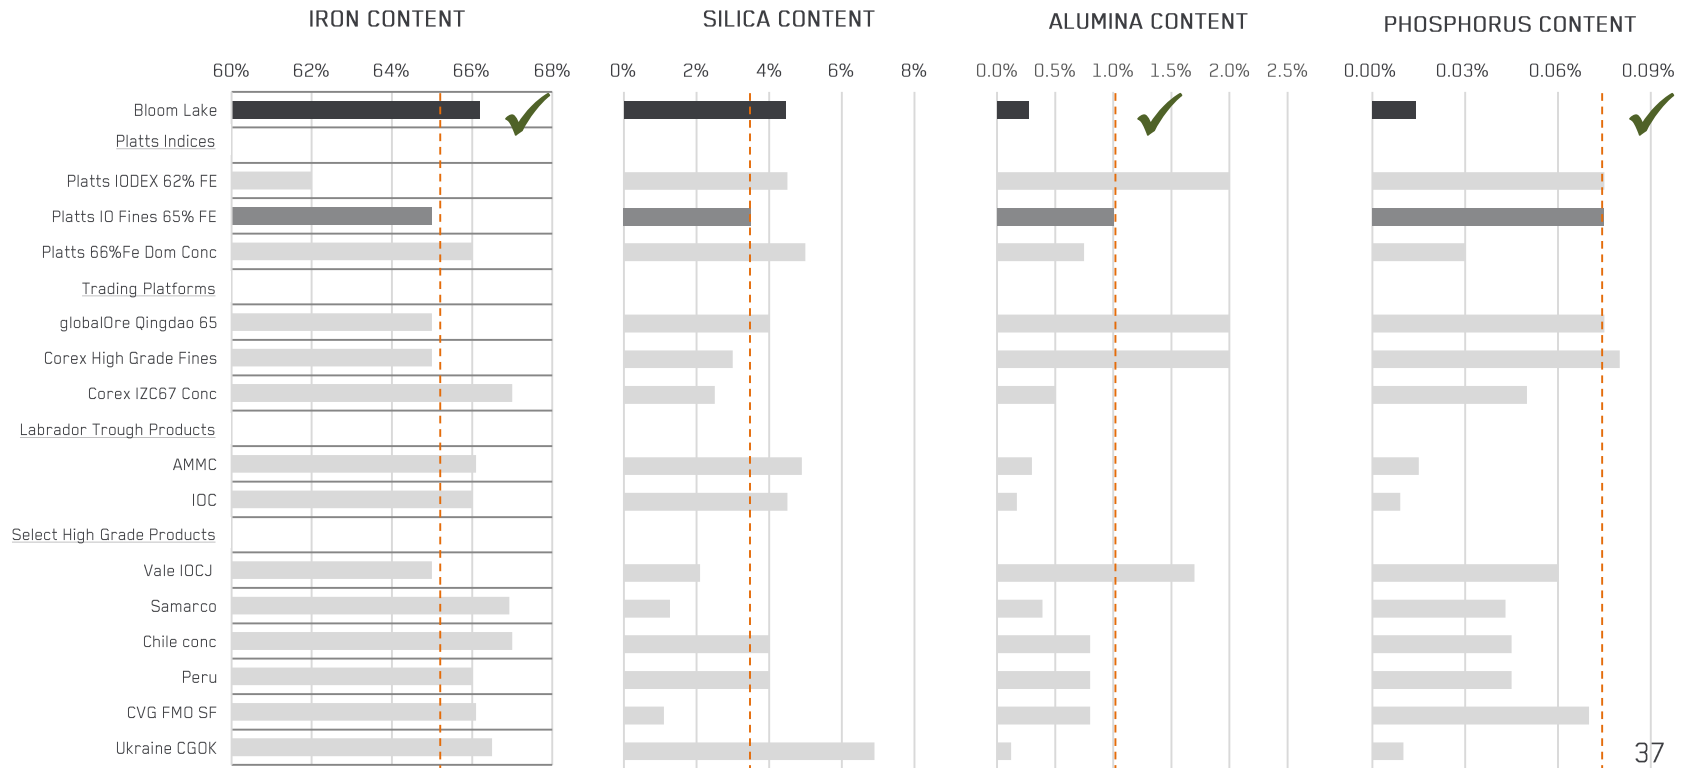 IRON CONTENT
SILICA CONTENT
ALUMINA CONTENT
PHOSPHORUS CONTENT
60% 62% 64% 66% 68%
0% 2% 4% 6% 8%
0.0% 0.5% 1.0% 1.5% 2.0% 2.5%
0.00% 0.03% 0.06% 0.09%
Bloom Lake
Platts Indices
Platts IODEX 62% FE
Platts IO Fines 65% FE
Platts 66%Fe Dom Conc
Trading Platforms
globalOre Qingdao 65
Corex High Grade Fines
Corex IZC67 Conc
Labrador Trough Products
AMMC
IOC
Select High Grade Products
Vale IOCJ
Samarco
Chile conc
Peru
CVG FMO SF
Ukraine CGOK
37